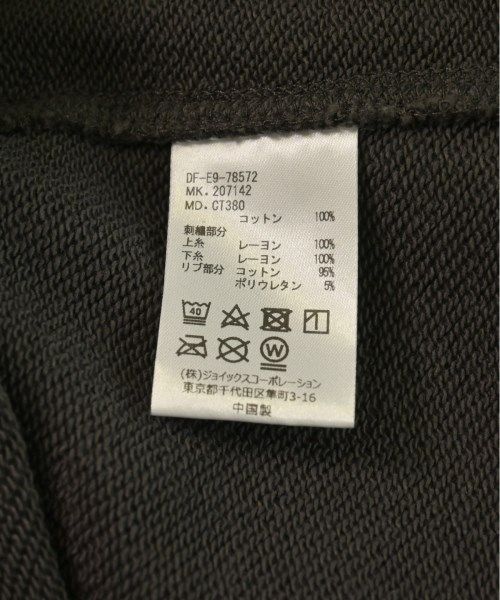 DF-E9-78572
MK. 207142
MD. CT380
コットン 100%
刺繍部分
上糸 レーヨン 100%
下糸 レーヨン 100%
リブ部分 コットン 95%
ポリウレタン 5%
40
W
(株)ジョイックスコーポレーション
東京都千代田区隼町3-16
中国製